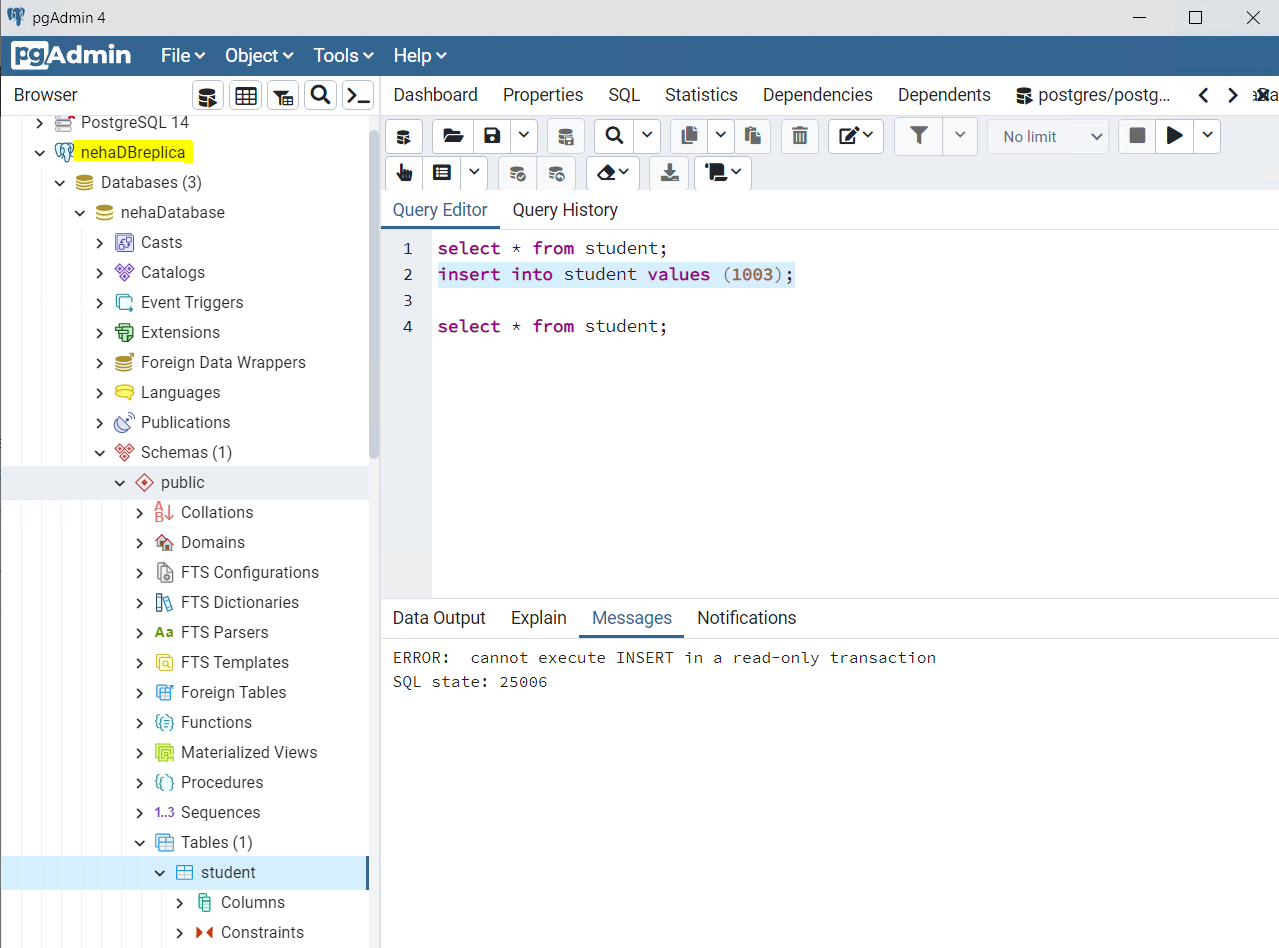 pgAdmin 4
pgAdmin File Object Tools Help
Browser
Dashboard Properties SQL Statistics Dependencies Dependents postgres/postg...
PostgreSQL 14
nehaDBreplica
Databases (3)
nehaDatabase
Casts
Catalogs
Event Triggers
Extensions
Foreign Data Wrappers
Languages
Publications
Schemas (1)
public
Collations
Domains
FTS Configurations
FTS Dictionaries
Aa FTS Parsers
FTS Templates
Foreign Tables
Functions
Materialized Views
Procedures
1..3 Sequences
Tables (1)
student
Columns
Constraints
No limit
Query Editor Query History
1 select * from student;
2 insert into student values (1003);
3
4 select * from student;
Data Output Explain Messages Notifications
ERROR:  cannot execute INSERT in a read-only transaction
SQL state: 25006